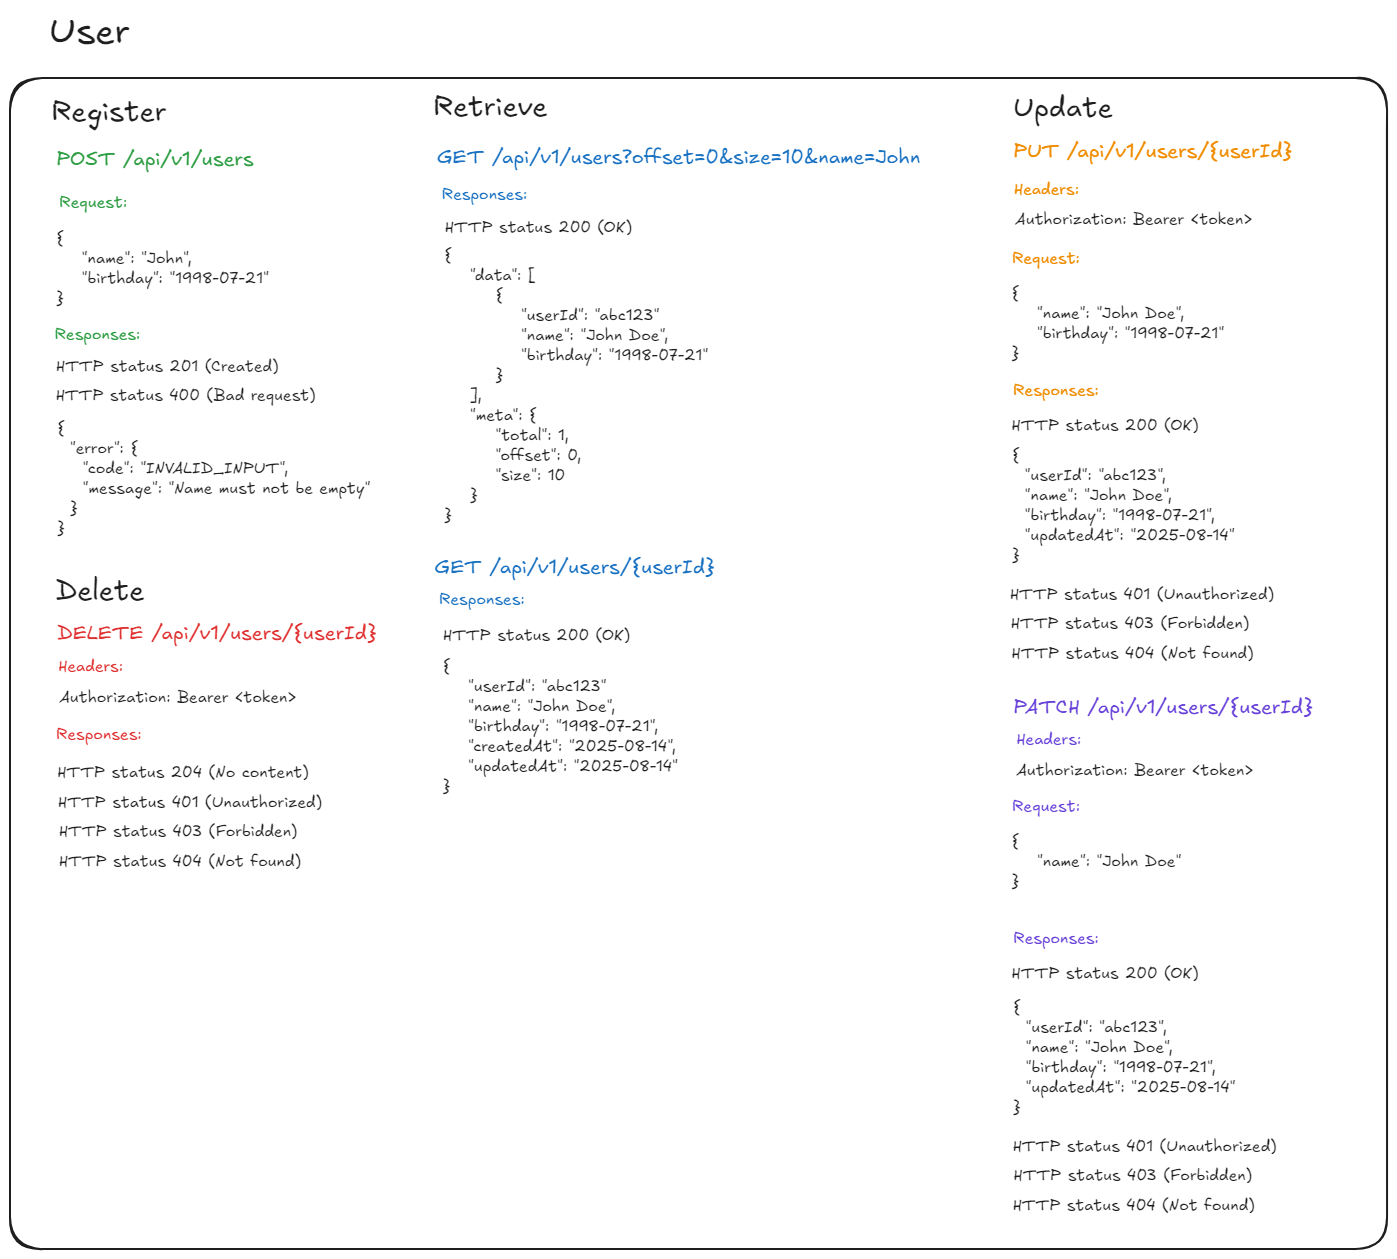 User
Register
POST /api/v1/users
Request:
{
"name": "John",
"birthday": "1998-07-21"
}
Responses:
HTTP status 201 (Created)
HTTP status 400 (Bad request)
{
"error": {
"code": "INVALID_INPUT",
"message": "Name must not be empty"
}
}
Delete
DELETE /api/v1/users/{userId}
Headers:
Authorization: Bearer <token>
Responses:
HTTP status 204 (No content)
HTTP status 401 (Unauthorized)
HTTP status 403 (Forbidden)
HTTP status 404 (Not found)
Retrieve
GET /api/v1/users?offset=0&size=10&name=John
Responses:
HTTP status 200 (OK)
{
"data": [
{
"userId": "abc123"
"name": "John Doe",
"birthday": "1998-07-21"
}
],
"meta": {
"total": 1,
"offset": 0,
"size": 10
}
}
GET /api/v1/users/{userId}
Responses:
HTTP status 200 (OK)
{
"userId": "abc123"
"name": "John Doe",
"birthday": "1998-07-21",
"createdAt": "2025-08-14",
"updatedAt": "2025-08-14"
}
Update
PUT /api/v1/users/{userId}
Headers:
Authorization: Bearer <token>
Request:
{
"name": "John Doe",
"birthday": "1998-07-21"
}
Responses:
HTTP status 200 (OK)
{
"userId": "abc123",
"name": "John Doe",
"birthday": "1998-07-21",
"updatedAt": "2025-08-14"
}
HTTP status 401 (Unauthorized)
HTTP status 403 (Forbidden)
HTTP status 404 (Not found)
PATCH /api/v1/users/{userId}
Headers:
Authorization: Bearer <token>
Request:
{
"name": "John Doe"
}
Responses:
HTTP status 200 (OK)
{
"userId": "abc123",
"name": "John Doe",
"birthday": "1998-07-21",
"updatedAt": "2025-08-14"
}
HTTP status 401 (Unauthorized)
HTTP status 403 (Forbidden)
HTTP status 404 (Not found)